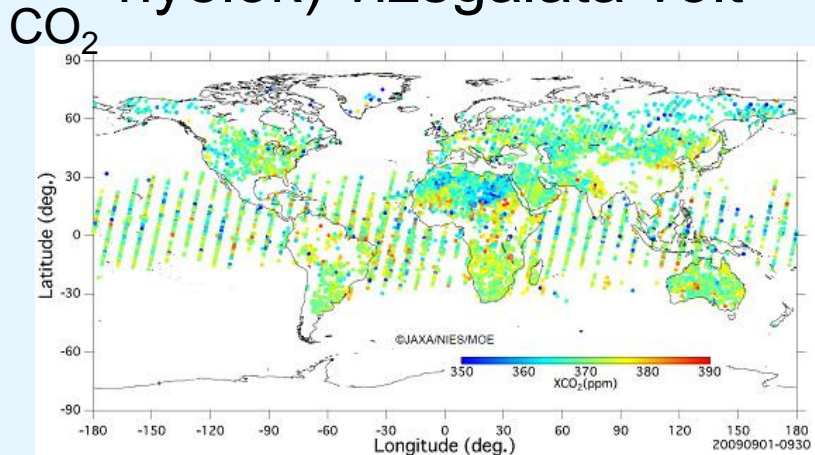 CO2
90
60
30
0
-30
-60
-90
Latitude (deg.)
©JAXA/NIES/MOE
350 360 370 380 390
XCO2(ppm)
-180 -150 -120 -90 -60 -30 0 30 60 90 120 150 180
Longitude (deg.)
20090901-0930